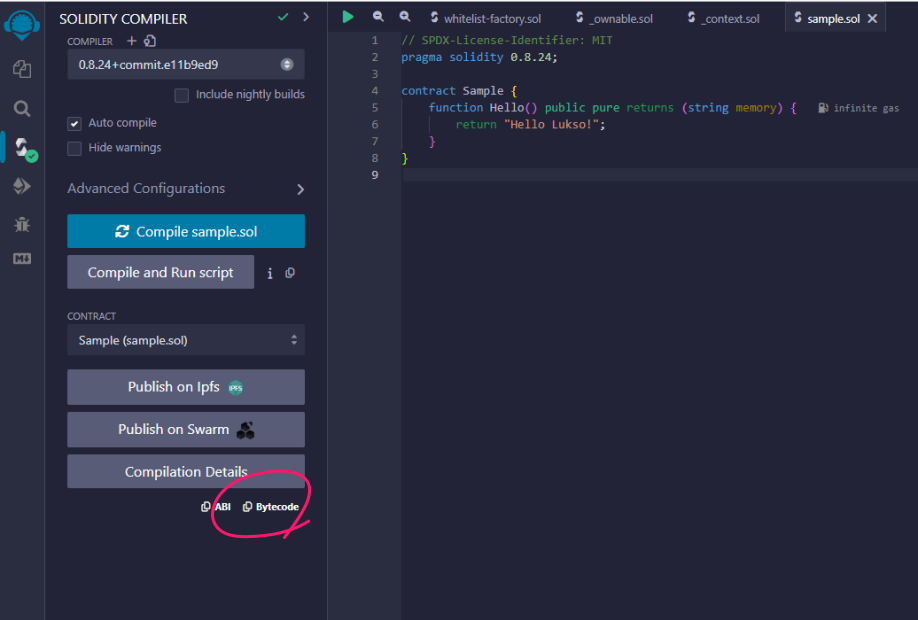 SOLIDITY COMPILER
COMPILER
0.8.24+commit.e11b9ed9
Include nightly builds
Auto compile
Hide warnings
Advanced Configurations
Compile sample.sol
Compile and Run script
i
CONTRACT
Sample (sample.sol)
Publish on Ipfs IPFS
Publish on Swarm
Compilation Details
ABI Bytecode
M
whitelist-factory.sol _ownable.sol _context.sol sample.sol
1 // SPDX-License-Identifier: MIT
2 pragma solidity 0.8.24;
3
4 contract Sample {
5 function Hello() public pure returns (string memory) { infinite gas
6 return "Hello Lukso!";
7 }
8 }
9